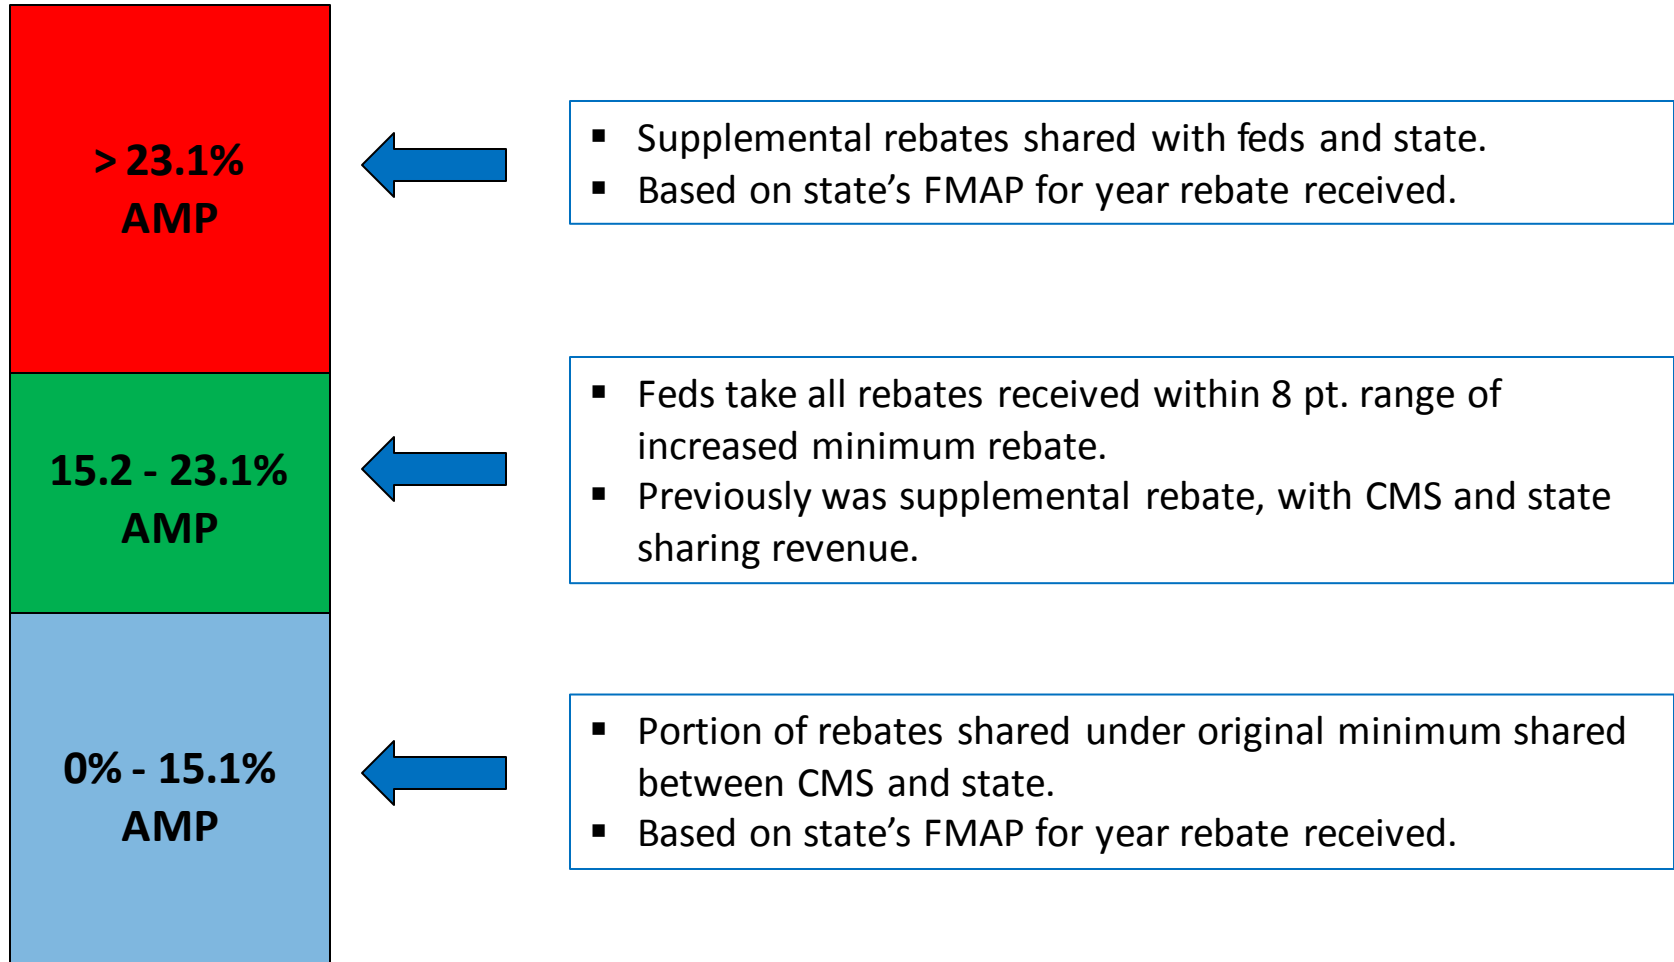 > 23.1%
AMP
▪ Supplemental rebates shared with feds and state.
▪ Based on state’s FMAP for year rebate received.
15.2 - 23.1%
AMP
▪ Feds take all rebates received within 8 pt. range of
increased minimum rebate.
▪ Previously was supplemental rebate, with CMS and state
sharing revenue.
0% - 15.1%
AMP
▪ Portion of rebates shared under original minimum shared
between CMS and state.
▪ Based on state’s FMAP for year rebate received.